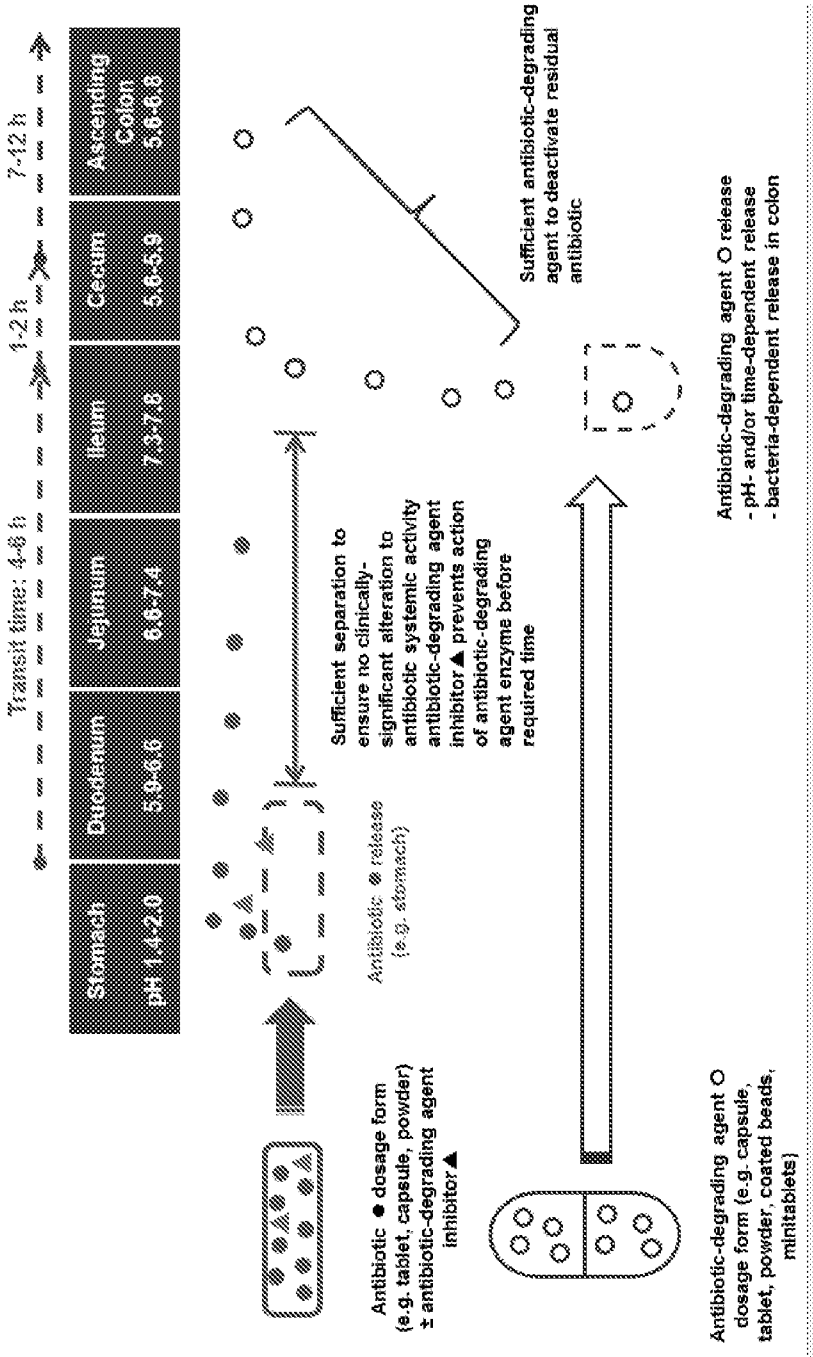 Transit time: 4-6 h
1-2 h
7-12 h
Stomach
pH 1.4-2.0
Duodenum
5.9-6.6
Jejunum
6.6-7.4
Ileum
7.3-7.8
Cecum
5.6-5.9
Ascending
Colon
5.6-6.8
Antibiotic ● dosage form
(e.g. tablet, capsule, powder)
± antibiotic-degrading agent
inhibitor▲
Antibiotic ● release
(e.g. stomach)
Sufficient separation to
ensure no clinically-
significant alteration to
antibiotic systemic activity
antibiotic-degrading agent
inhibitor▲ prevents action
of antibiotic-degrading
agent enzyme before
required time
Sufficient antibiotic-degrading
agent to deactivate residual
antibiotic
Antibiotic-degrading agent O
dosage form (e.g. capsule,
tablet, powder, coated beads,
minitablets)
Antibiotic-degrading agent O release
- pH- and/or time-dependent release
- bacteria-dependent release in colon